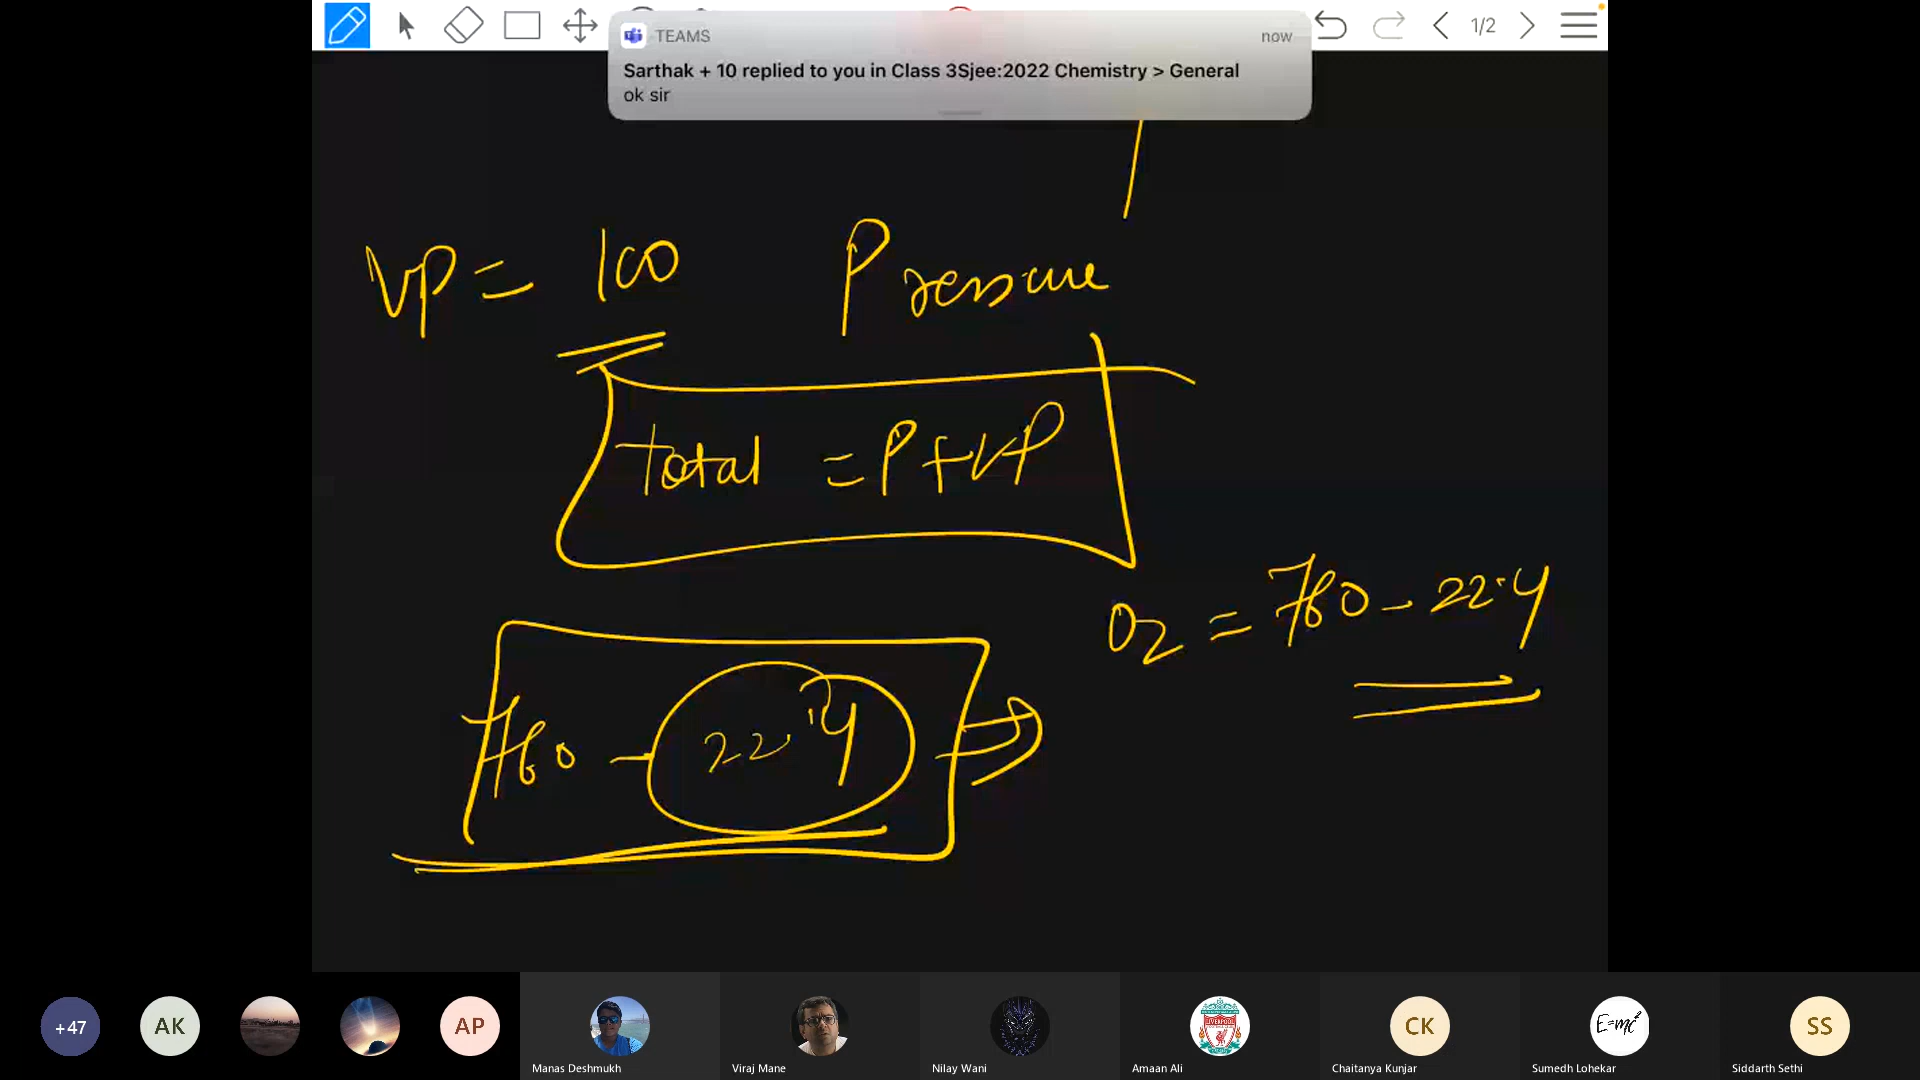 1/2
TEAMS
now
Sarthak + 10 replied to you in Class 3Sjee:2022 Chemistry > General
ok sir
VP = 100 Pressure
total = P + VP
O2 = 760 - 22.4
760 - 22.4
+47
AK
AP
CK
E=mc²
SS
Manas Deshmukh
Viraj Mane
Nilay Wani
Amaan Ali
Chaitanya Kunjar
Sumedh Lohekar
Siddarth Sethi